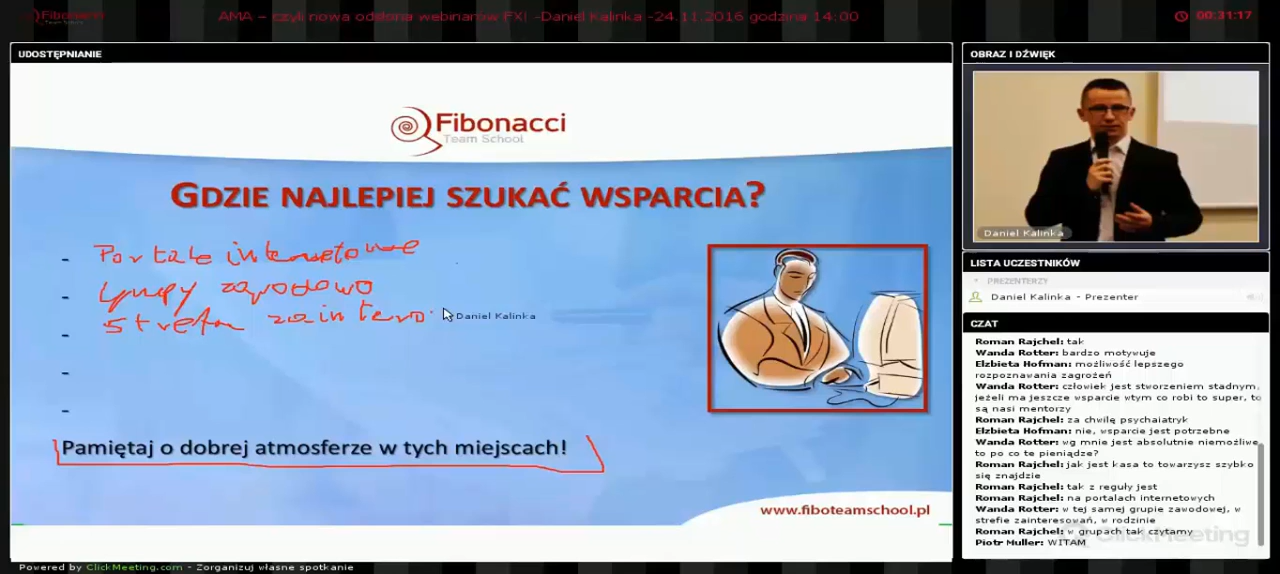 Fibonacci
Team School
AMA – czyli nowa odsłona webinarów FX! -Daniel Kalinka -24.11.2016 godzina 14:00
00:31:17
UDOSTĘPNIANIE
Fibonacci
Team School
GDZIE NAJLEPIEJ SZUKAĆ WSPARCIA?
- Portale internetowe
- Grupy zawodowo
- strefa zaintero
-
-
Daniel Kalinka
Pamiętaj o dobrej atmosferze w tych miejscach!
www.fiboteamschool.pl
OBRAZ I DŹWIĘK
Daniel Kalinka
LISTA UCZESTNIKÓW
PREZENTERZY
Daniel Kalinka - Prezenter
CZAT
Roman Rajchel: tak
Wanda Rotter: bardzo motywuje
Elzbieta Hofman: możliwość lepszego
rozpoznawania zagrożeń
Wanda Rotter: człowiek jest stworzeniem stadnym,
jeżeli ma jeszcze wsparcie wtym co robi to super, to
są nasi mentorzy
Roman Rajchel: za chwilę psychaiatryk
Elzbieta Hofman: nie, wsparcie jest potrzebne
Wanda Rotter: wg mnie jest absolutnie niemożliwe
to po co te pieniądze?
Roman Rajchel: jak jest kasa to towarzysz szybko
się znajdzie
Roman Rajchel: tak z reguły jest
Roman Rajchel: na portalach internetowych
Wanda Rotter: w tej samej grupie zawodowej, w
strefie zainteresowań, w rodzinie
Roman Rajchel: w grupach tak czytamy
Piotr Muller: WITAM
ClickMeeting
Powered by ClickMeeting.com - Zorganizuj własne spotkanie